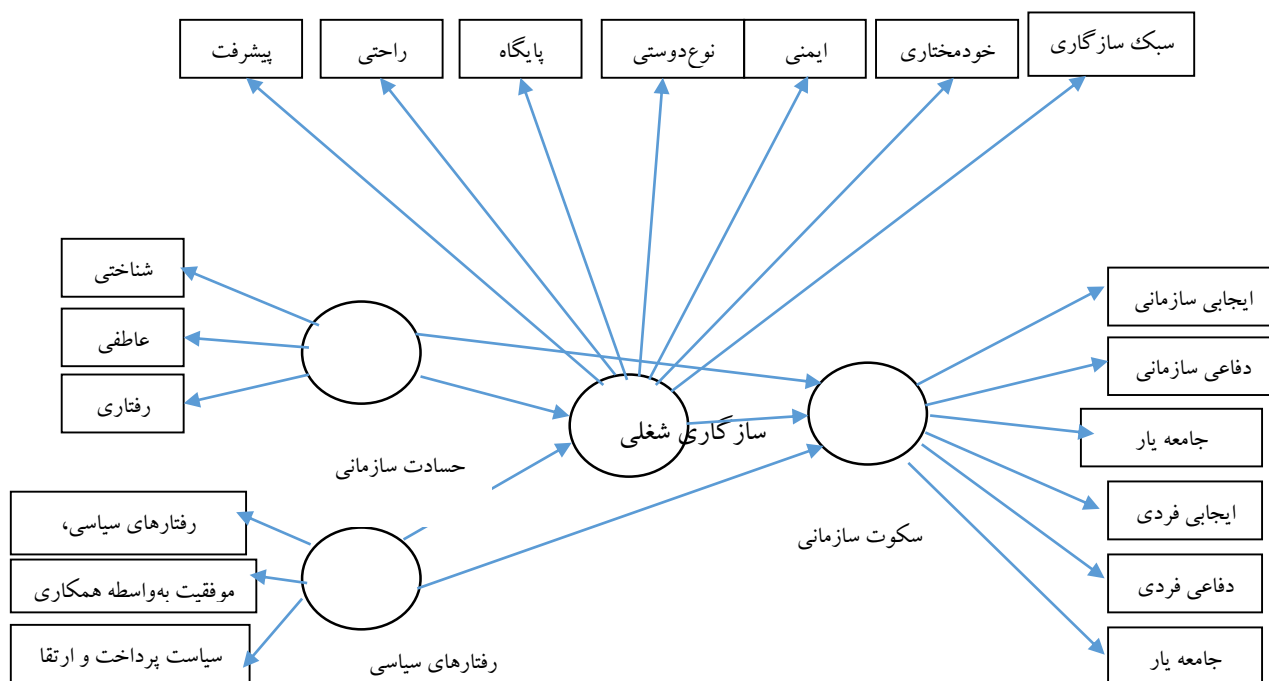 سبک سازگاری
خودمختاری
ایمنی
نوع‌دوستی
پایگاه
راحتی
پیشرفت
شناختی
عاطفی
رفتاری
ایجابی سازمانی
دفاعی سازمانی
جامعه یار
ایجابی فردی
دفاعی فردی
جامعه یار
سازگاری شغلی
حسادت سازمانی
سکوت سازمانی
رفتارهای سیاسی،
موفقیت به‌واسطه همکاری
سیاست پرداخت و ارتقا
رفتارهای سیاسی